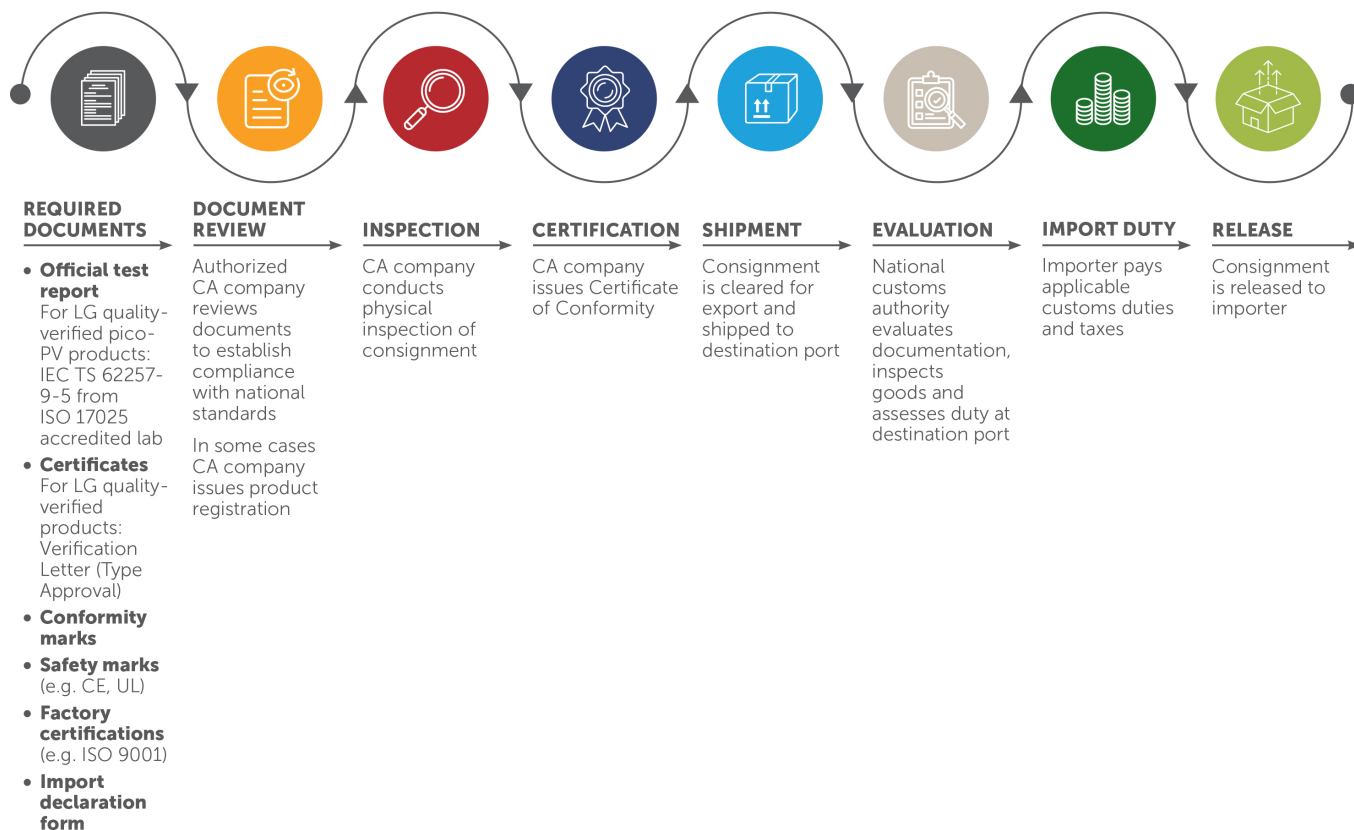 REQUIRED
DOCUMENTS
• Official test
report
For LG quality-
verified pico-
PV products:
IEC TS 62257-
9-5 from
ISO 17025
accredited lab
• Certificates
For LG quality-
verified
products:
Verification
Letter (Type
Approval)
• Conformity
marks
• Safety marks
(e.g. CE, UL)
• Factory
certifications
(e.g. ISO 9001)
• Import
declaration
form
DOCUMENT
REVIEW
Authorized
CA company
reviews
documents
to establish
compliance
with national
standards
In some cases
CA company
issues product
registration
INSPECTION
CA company
conducts
physical
inspection of
consignment
CERTIFICATION
CA company
issues Certificate
of Conformity
SHIPMENT
Consignment
is cleared for
export and
shipped to
destination port
EVALUATION
National
customs
authority
evaluates
documentation,
inspects
goods and
assesses duty at
destination port
IMPORT DUTY
Importer pays
applicable
customs duties
and taxes
RELEASE
Consignment
is released to
importer